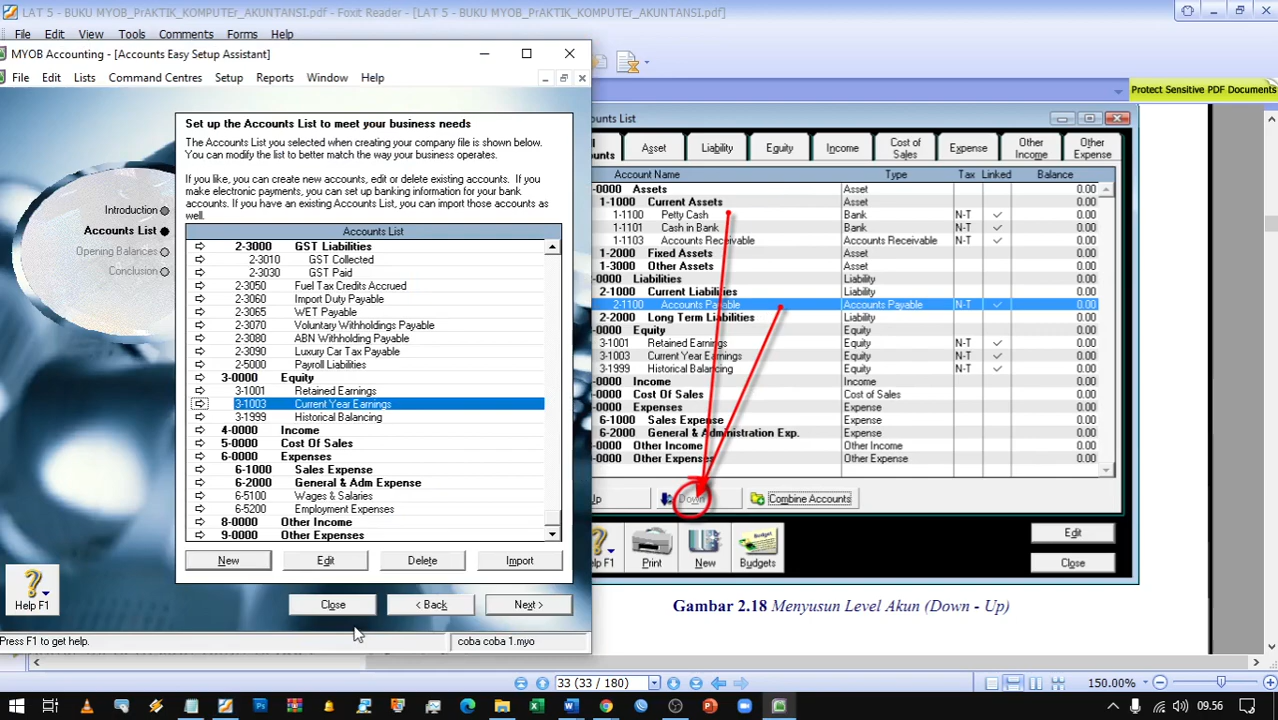 LAT 5 - BUKU MYOB_PrAKTIK_KOMPUTEr_AKUNTANSI.pdf - Foxit Reader - [LAT 5 - BUKU MYOB_PrAKTIK_KOMPUTEr_AKUNTANSI.pdf]
File Edit View Tools Comments Forms Help
Protect Sensitive PDF Documents
MYOB Accounting - [Accounts Easy Setup Assistant]
File Edit Lists Command Centres Setup Reports Window Help
Introduction
Accounts List
Opening Balances
Conclusion
Set up the Accounts List to meet your business needs
The Accounts List you selected when creating your company file is shown below.
You can modify the list to better match the way your business operates.
If you like, you can create new accounts, edit or delete existing accounts. If you
make electronic payments, you can set up banking information for your bank
accounts. If you have an existing Accounts List, you can import those accounts as
well.
Accounts List
2-3000 GST Liabilities
2-3010 GST Collected
2-3030 GST Paid
2-3050 Fuel Tax Credits Accrued
2-3060 Import Duty Payable
2-3065 WET Payable
2-3070 Voluntary Withholdings Payable
2-3080 ABN Withholding Payable
2-3090 Luxury Car Tax Payable
2-5000 Payroll Liabilities
3-0000 Equity
3-1001 Retained Earnings
3-1003 Current Year Earnings
3-1999 Historical Balancing
4-0000 Income
5-0000 Cost Of Sales
6-0000 Expenses
6-1000 Sales Expense
6-2000 General & Adm Expense
6-5100 Wages & Salaries
6-5200 Employment Expenses
8-0000 Other Income
9-0000 Other Expenses
New Edit Delete Import
Help F1
Close < Back Next >
Press F1 to get help.
coba coba 1.myo
ounts List
Asset Liability Equity Income Cost of Sales Expense Other Income Other Expense
ounts
Account Name Type Tax Linked Balance
-0000 Assets Asset 0.00
1-1000 Current Assets Asset 0.00
1-1100 Petty Cash Bank N-T 0.00
1-1101 Cash in Bank Bank N-T 0.00
1-1103 Accounts Receivable Accounts Receivable N-T 0.00
1-2000 Fixed Assets Asset 0.00
1-3000 Other Assets Asset 0.00
-0000 Liabilities Liability 0.00
2-1000 Current Liabilities Liability 0.00
2-1100 Accounts Payable Accounts Payable N-T 0.00
2-2000 Long Term Liabilities Liability 0.00
-0000 Equity Equity 0.00
3-1001 Retained Earnings Equity N-T 0.00
3-1003 Current Year Earnings Equity N-T 0.00
3-1999 Historical Balancing Equity N-T 0.00
-0000 Income Income 0.00
-0000 Cost of Sales Cost of Sales 0.00
-0000 Expenses Expense 0.00
6-1000 Sales Expense Expense 0.00
6-2000 General & Administration Exp. Expense 0.00
-0000 Other Income Other Income 0.00
-0000 Other Expenses Other Expense 0.00
Up Down Combine Accounts
lp F1 Print New Budgets
Edit
Close
Gambar 2.18 Menyusun Level Akun (Down - Up)
33 (33 / 180)
150.00%
09.56